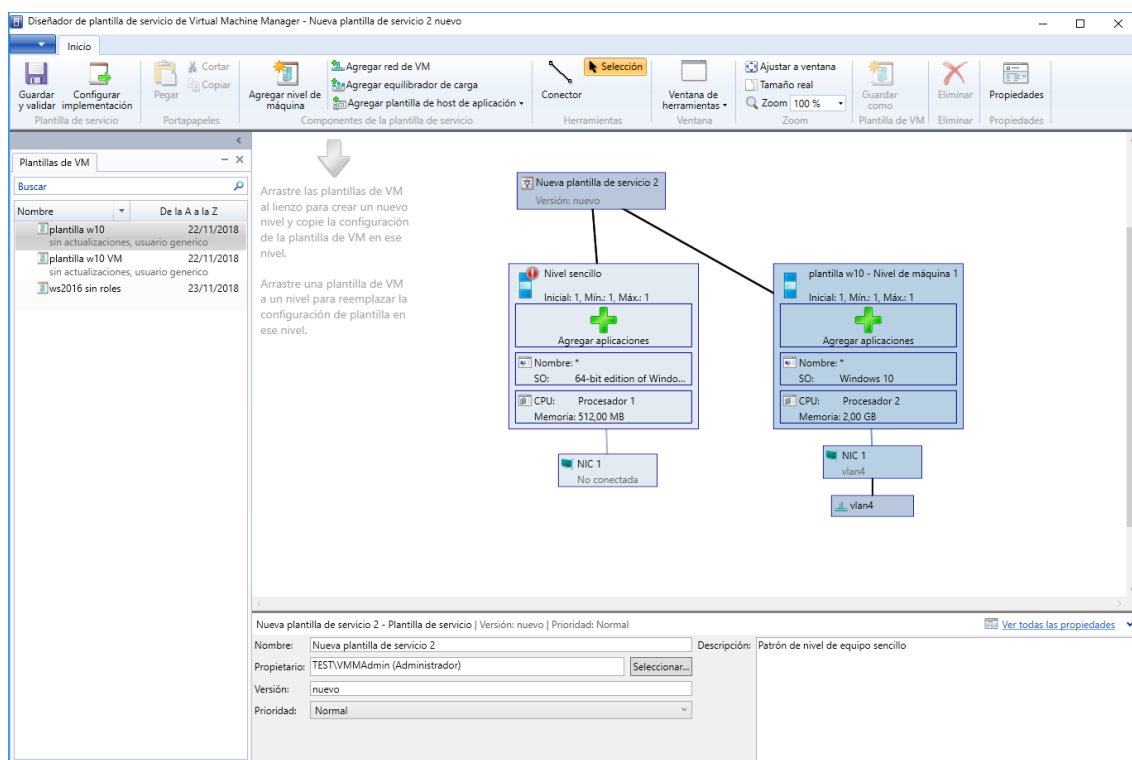 Diseñador de plantilla de servicio de Virtual Machine Manager - Nueva plantilla de servicio 2 nuevo
Inicio
Guardar y validar
Configurar implementación
Plantilla de servicio
Pegar
Cortar
Copiar
Portapapeles
Agregar nivel de máquina
Agregar red de VM
Agregar equilibrador de carga
Agregar plantilla de host de aplicación
Componentes de la plantilla de servicio
Conector
Selección
Herramientas
Ventana de herramientas
Ventana
Ajustar a ventana
Tamaño real
Zoom 100 %
Zoom
Guardar como
Plantilla de VM
Eliminar
Eliminar
Propiedades
Propiedades
Plantillas de VM
Buscar
Nombre De la A a la Z
plantilla w10 22/11/2018
sin actualizaciones, usuario generico
plantilla w10 VM 22/11/2018
sin actualizaciones, usuario generico
ws2016 sin roles 23/11/2018
Arrastre las plantillas de VM
al lienzo para crear un nuevo
nivel y copie la configuración
de la plantilla de VM en ese
nivel.
Arrastre una plantilla de VM
a un nivel para reemplazar la
configuración de plantilla en
ese nivel.
Nueva plantilla de servicio 2
Versión: nuevo
Nivel sencillo
Inicial: 1, Mín.: 1, Máx.: 1
Agregar aplicaciones
Nombre: *
SO: 64-bit edition of Windo...
CPU: Procesador 1
Memoria: 512,00 MB
NIC 1
No conectada
plantilla w10 - Nivel de máquina 1
Inicial: 1, Mín.: 1, Máx.: 1
Agregar aplicaciones
Nombre: *
SO: Windows 10
CPU: Procesador 2
Memoria: 2,00 GB
NIC 1
vlan4
vlan4
Nueva plantilla de servicio 2 - Plantilla de servicio | Versión: nuevo | Prioridad: Normal
Ver todas las propiedades
Nombre: Nueva plantilla de servicio 2
Propietario: TEST\VMMAdmin (Administrador) Seleccionar...
Versión: nuevo
Prioridad: Normal
Descripción: Patrón de nivel de equipo sencillo